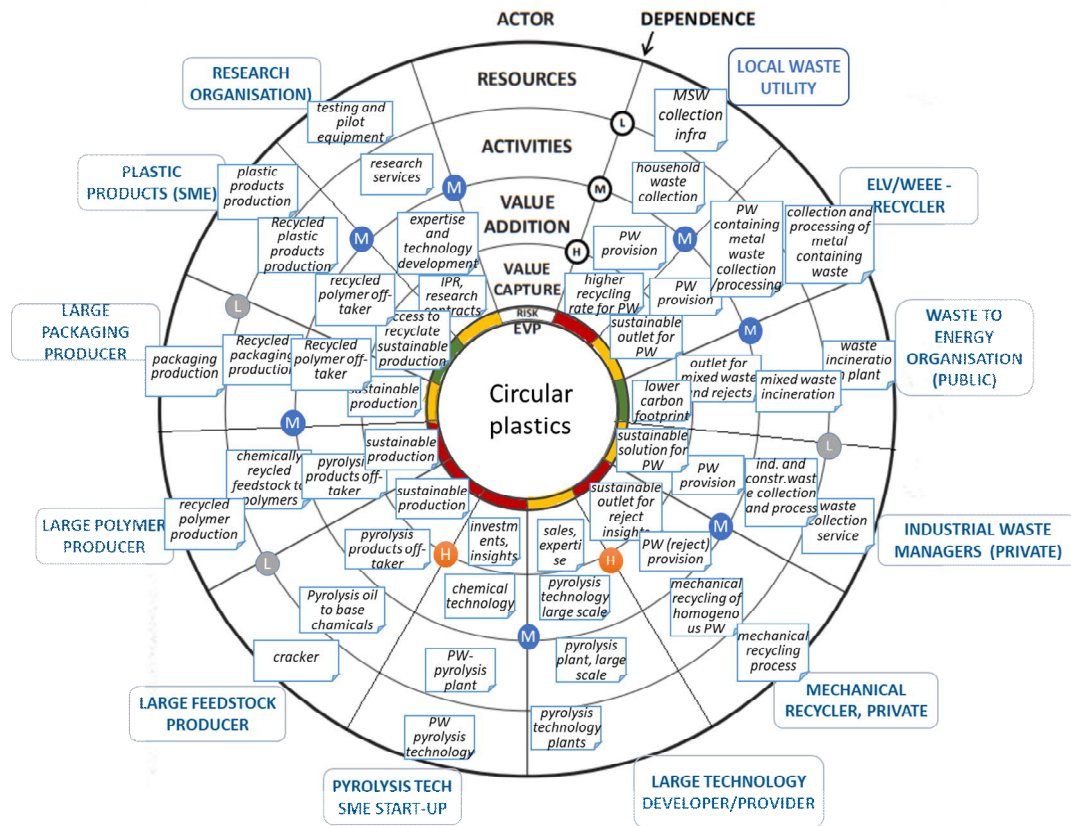 ACTOR
DEPENDENCE
RESOURCES
ACTIVITIES
VALUE
ADDITION
VALUE
CAPTURE
RISK
EVP
Circular
plastics
L
M
H
LOCAL WASTE
UTILITY
MSW
collection
infra
household
waste
collection
PW
provision
higher
recycling
rate for PW
M
ELV/WEEE -
RECYCLER
collection and
processing of
metal
containing
waste
PW
containing
metal
waste
collection
/processing
PW
provision
sustainable
outlet for
PW
M
WASTE TO
ENERGY
ORGANISATION
(PUBLIC)
waste
incinerati
on plant
mixed waste
incineration
outlet for
mixed waste
and rejects
lower
carbon
footprint
L
INDUSTRIAL WASTE
MANAGERS (PRIVATE)
waste
collection
service
ind. and
constr.wast
e collection
and process
PW
provision
sustainable
solution for
PW
M
MECHANICAL
RECYCLER, PRIVATE
mechanical
recycling
process
mechanical
recycling of
homogeno
us PW
PW (reject)
provision
sustainable
outlet for
reject
insights
H
LARGE TECHNOLOGY
DEVELOPER/PROVIDER
pyrolysis
technology
plants
pyrolysis
plant, large
scale
pyrolysis
technology
large scale
sales,
experti
se
M
PYROLYSIS TECH
SME START-UP
PW
pyrolysis
technology
PW-
pyrolysis
plant
chemical
technology
investm
ents,
insights
H
LARGE FEEDSTOCK
PRODUCER
cracker
Pyrolysis oil
to base
chamicals
pyrolysis
products off-
taker
sustainable
production
L
LARGE POLYMER
PRODUCER
recycled
polymer
production
chemically
recycled
feedstock to
polymers
pyrolysis
products off-
taker
sustainable
production
M
LARGE
PACKAGING
PRODUCER
packaging
production
Recycled
packaging
production
Recycled
polymer off-
taker
sustainable
production
L
PLASTIC
PRODUCTS (SME)
plastic
products
production
Recycled
plastic
products
production
recycled
polymer off-
taker
access to
recyclate
sustainable
production
M
RESEARCH
ORGANISATION)
testing and
pilot
equipment
research
services
expertise and
technology
development
IPR,
research
contracts
M